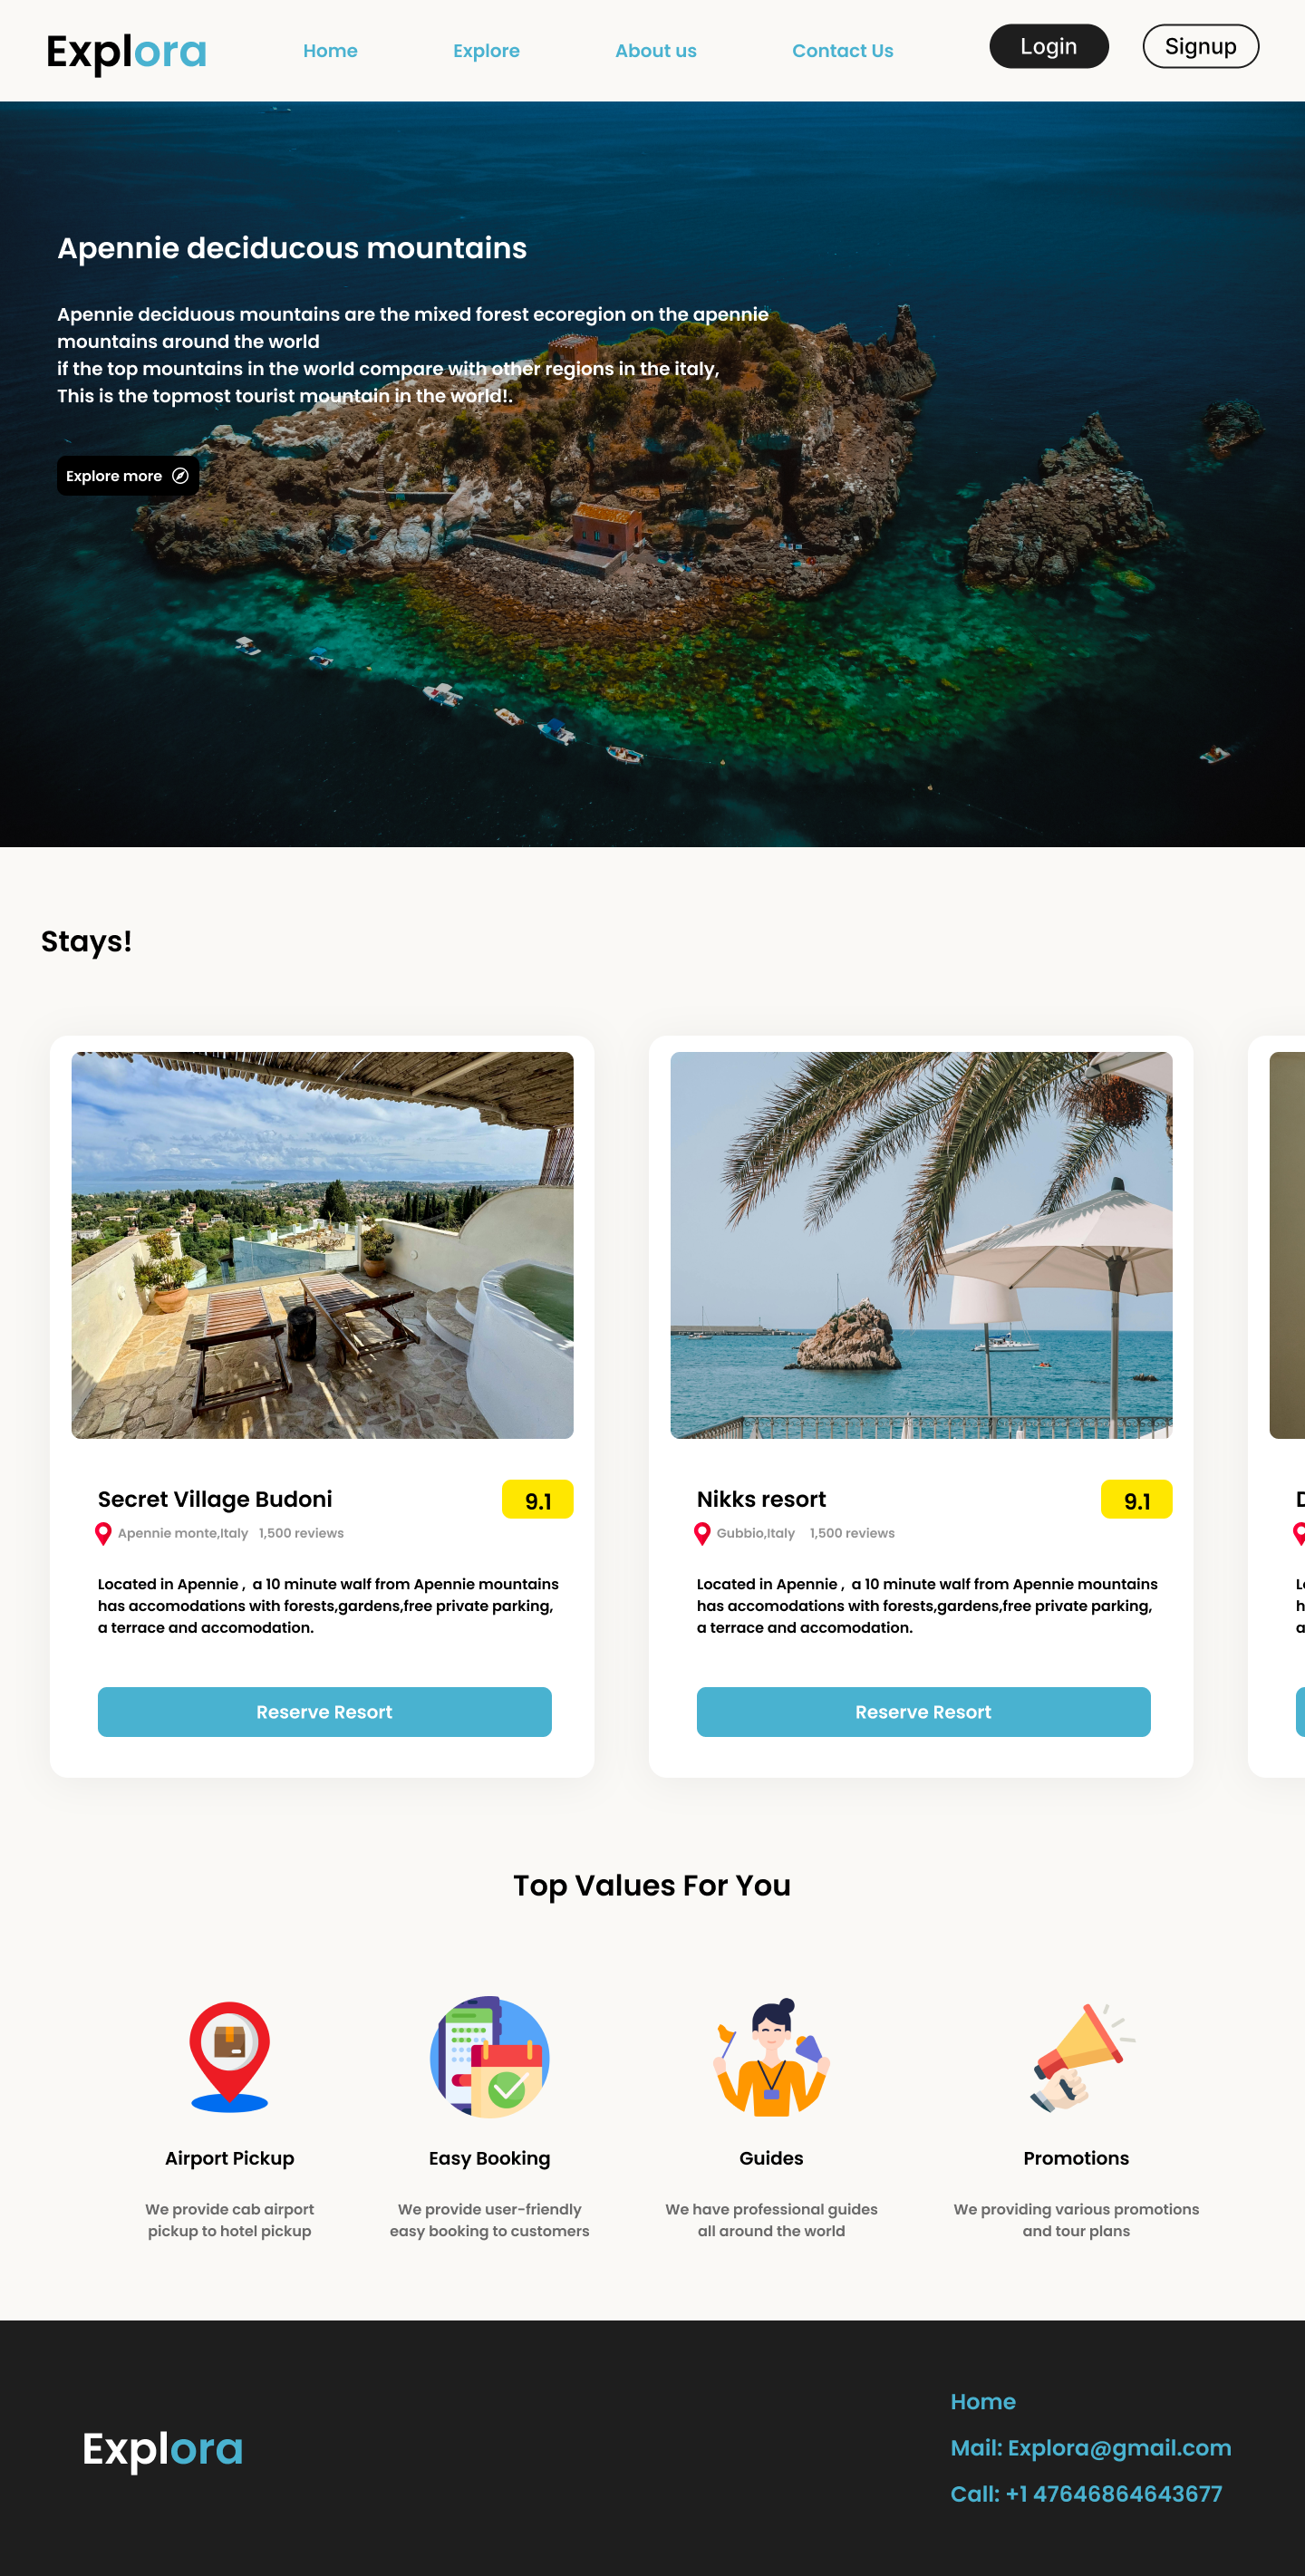 Explora
Home
Explore
About us
Contact Us
Login
Signup
Apennie deciducous mountains
Apennie deciduous mountains are the mixed forest ecoregion on the apennie
mountains around the world
if the top mountains in the world compare with other regions in the italy,
This is the topmost tourist mountain in the world!.
Explore more
Stays!
Secret Village Budoni
9.1
Apennie monte,Italy 1,500 reviews
Located in Apennie , a 10 minute walf from Apennie mountains
has accomodations with forests,gardens,free private parking,
a terrace and accomodation.
Reserve Resort
Nikks resort
9.1
Gubbio,Italy 1,500 reviews
Located in Apennie , a 10 minute walf from Apennie mountains
has accomodations with forests,gardens,free private parking,
a terrace and accomodation.
Reserve Resort
Top Values For You
Airport Pickup
We provide cab airport
pickup to hotel pickup
Easy Booking
We provide user-friendly
easy booking to customers
Guides
We have professional guides
all around the world
Promotions
We providing various promotions
and tour plans
Explora
Home
Mail: Explora@gmail.com
Call: +1 47646864643677